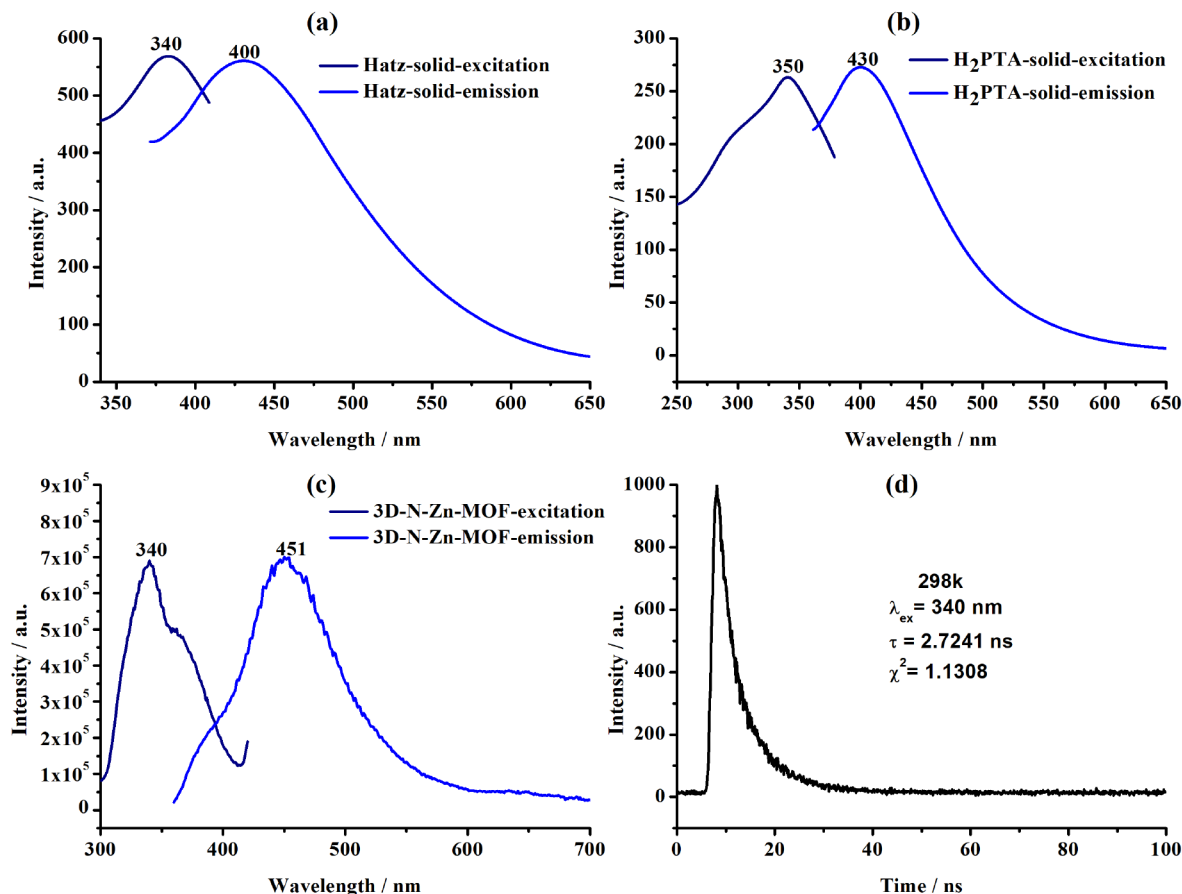 (a)
600
500
400
300
200
100
0
340
400
Hatz-solid-excitation
Hatz-solid-emission
350
400
450
500
550
600
650
Intensity / a.u.
Wavelength / nm
(b)
300
275
250
225
200
175
150
125
100
75
50
25
0
350
430
H2PTA-solid-excitation
H2PTA-solid-emission
250
300
350
400
450
500
550
600
650
Intensity / a.u.
Wavelength / nm
(c)
9x10^5
8x10^5
7x10^5
6x10^5
5x10^5
4x10^5
3x10^5
2x10^5
1x10^5
0
340
451
3D-N-Zn-MOF-excitation
3D-N-Zn-MOF-emission
300
400
500
600
700
Intensity / a.u.
Wavelength / nm
(d)
1000
800
600
400
200
0
298k
λex= 340 nm
τ = 2.7241 ns
χ²= 1.1308
0
20
40
60
80
100
Intensity / a.u.
Time / ns